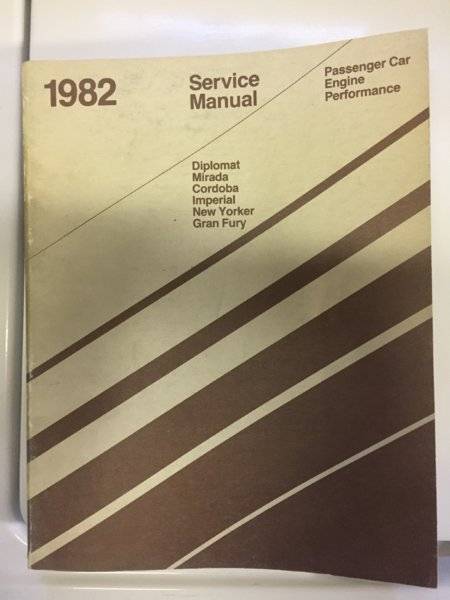 1982
Service
Manual
Passenger Car
Engine
Performance
Diplomat
Mirada
Cordoba
Imperial
New Yorker
Gran Fury